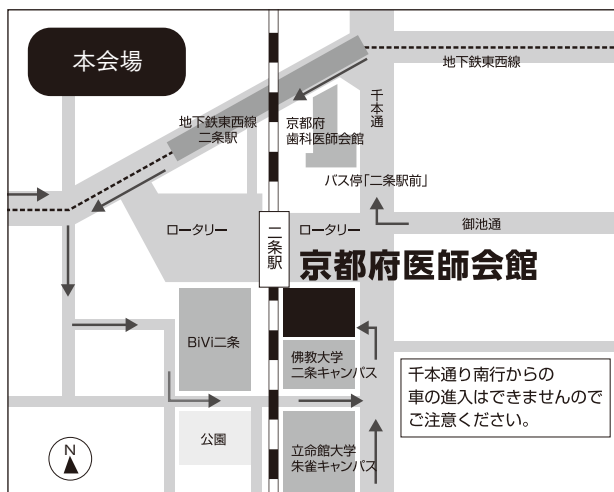 本会場
地下鉄東西線
千本通
地下鉄東西線
二条駅
京都府
歯科医師会館
バス停「二条駅前」
ロータリー
二条駅
ロータリー
御池通
京都府医師会館
BiVi二条
佛教大学
二条キャンパス
千本通り南行からの
車の進入はできませんので
ご注意ください。
公園
立命館大学
朱雀キャンパス
N